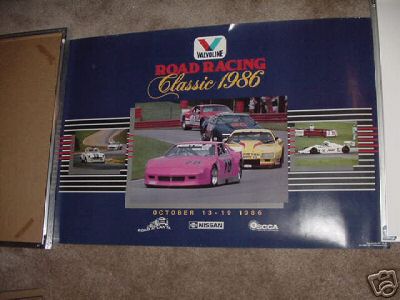 VALVOLINE
ROAD RACING
Classic 1986
OCTOBER 13-19 1986
NISSAN
SCCA